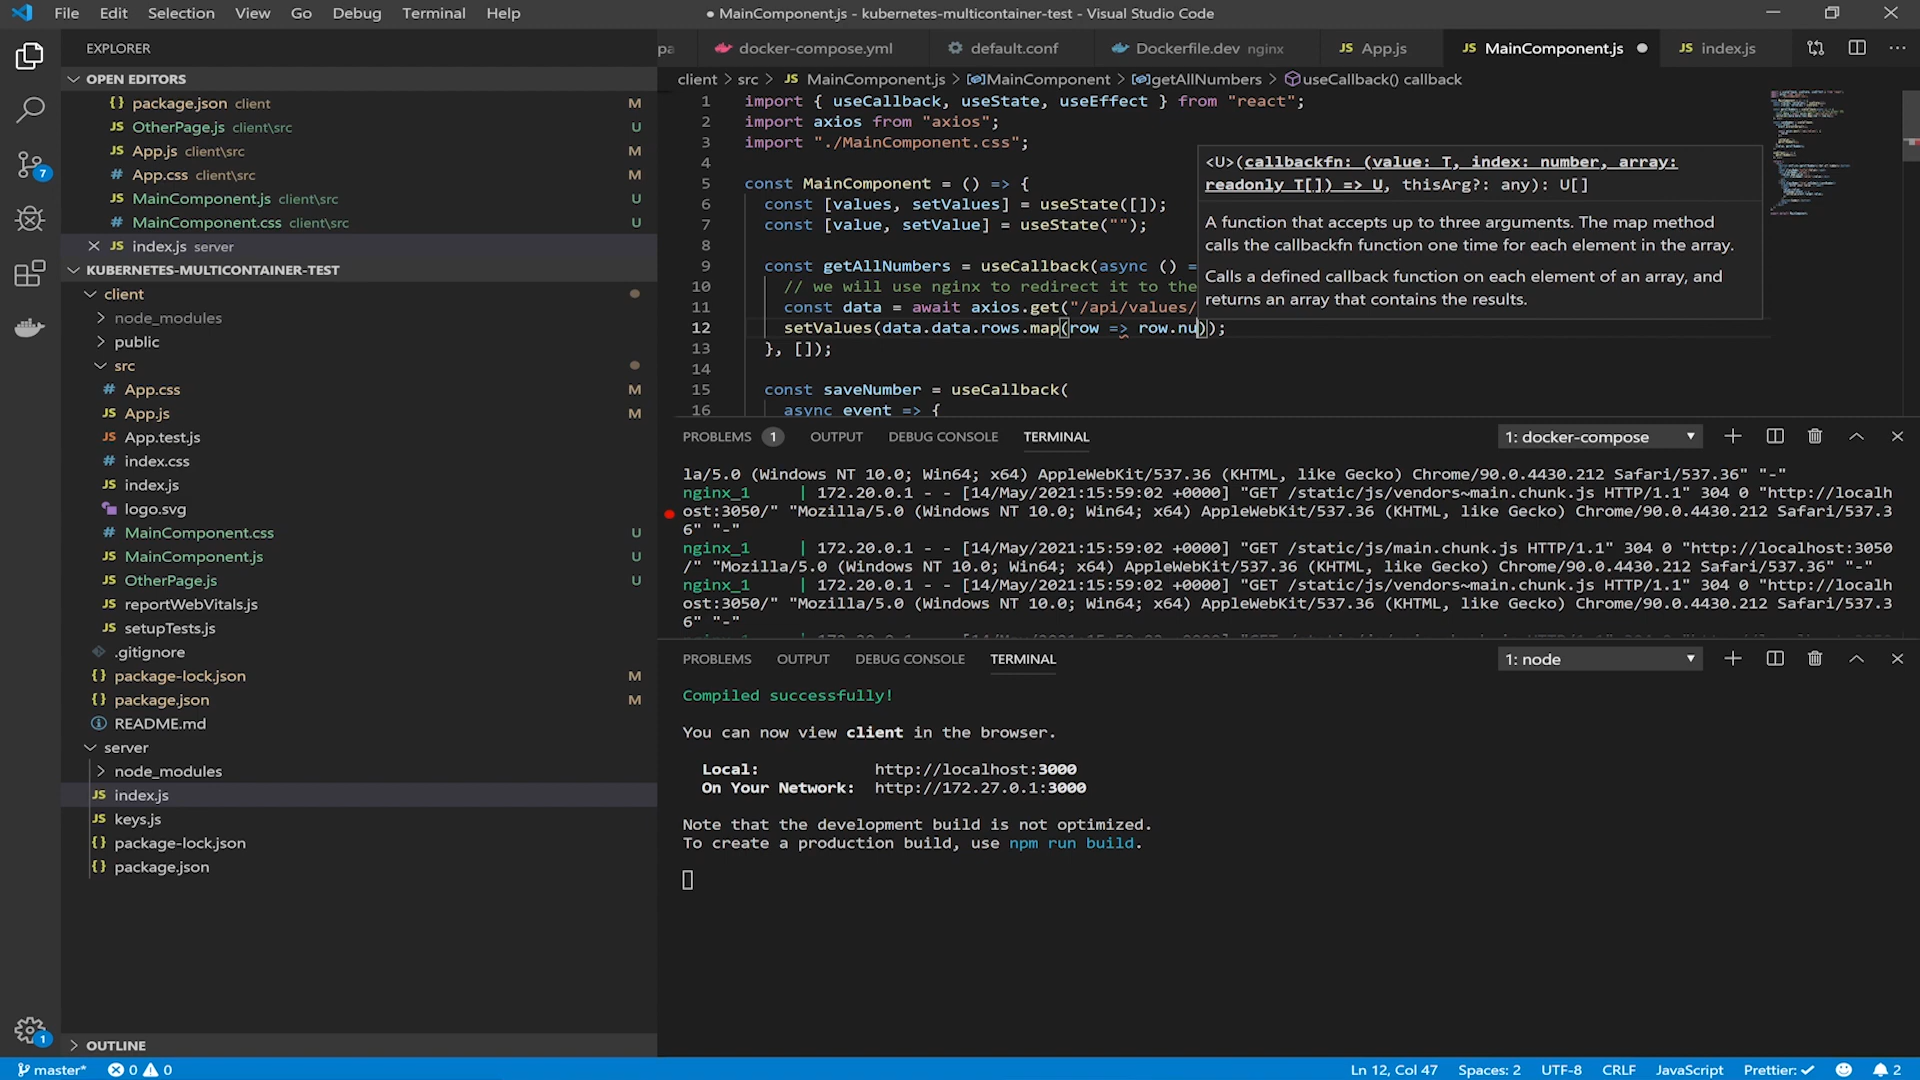 File Edit Selection View Go Debug Terminal Help
● MainComponent.js - kubernetes-multicontainer-test - Visual Studio Code
EXPLORER
OPEN EDITORS
{} package.json client M
JS OtherPage.js client\src U
JS App.js client\src M
# App.css client\src M
JS MainComponent.js client\src U
# MainComponent.css client\src U
JS index.js server
KUBERNETES-MULTICONTAINER-TEST
client
node_modules
public
src
# App.css M
JS App.js M
JS App.test.js
# index.css
JS index.js
logo.svg
# MainComponent.css U
JS MainComponent.js U
JS OtherPage.js U
JS reportWebVitals.js
JS setupTests.js
.gitignore
{} package-lock.json M
{} package.json M
README.md
server
node_modules
JS index.js
JS keys.js
{} package-lock.json
{} package.json
OUTLINE
7
1
pa docker-compose.yml default.conf Dockerfile.dev nginx JS App.js JS MainComponent.js ● JS index.js
client > src > JS MainComponent.js > MainComponent > getAllNumbers > useCallback() callback
1 import { useCallback, useState, useEffect } from "react";
2 import axios from "axios";
3 import "./MainComponent.css";
4
5 const MainComponent = () => {
6 const [values, setValues] = useState([]);
7 const [value, setValue] = useState("");
8
9 const getAllNumbers = useCallback(async () =
10 // we will use nginx to redirect it to the
11 const data = await axios.get("/api/values/
12 setValues(data.data.rows.map(row => row.nu));
13 }, []);
14
15 const saveNumber = useCallback(
16 async event => {
<U>(callbackfn: (value: T, index: number, array:
readonly T[]) => U, thisArg?: any): U[]
A function that accepts up to three arguments. The map method
calls the callbackfn function one time for each element in the array.
Calls a defined callback function on each element of an array, and
returns an array that contains the results.
PROBLEMS 1 OUTPUT DEBUG CONSOLE TERMINAL 1: docker-compose
la/5.0 (Windows NT 10.0; Win64; x64) AppleWebKit/537.36 (KHTML, like Gecko) Chrome/90.0.4430.212 Safari/537.36" "-"
nginx_1 | 172.20.0.1 - - [14/May/2021:15:59:02 +0000] "GET /static/js/vendors~main.chunk.js HTTP/1.1" 304 0 "http://localh
ost:3050/" "Mozilla/5.0 (Windows NT 10.0; Win64; x64) AppleWebKit/537.36 (KHTML, like Gecko) Chrome/90.0.4430.212 Safari/537.3
6" "-"
nginx_1 | 172.20.0.1 - - [14/May/2021:15:59:02 +0000] "GET /static/js/main.chunk.js HTTP/1.1" 304 0 "http://localhost:3050
/" "Mozilla/5.0 (Windows NT 10.0; Win64; x64) AppleWebKit/537.36 (KHTML, like Gecko) Chrome/90.0.4430.212 Safari/537.36" "-"
nginx_1 | 172.20.0.1 - - [14/May/2021:15:59:02 +0000] "GET /static/js/vendors~main.chunk.js HTTP/1.1" 304 0 "http://localh
ost:3050/" "Mozilla/5.0 (Windows NT 10.0; Win64; x64) AppleWebKit/537.36 (KHTML, like Gecko) Chrome/90.0.4430.212 Safari/537.3
6" "-"
PROBLEMS OUTPUT DEBUG CONSOLE TERMINAL 1: node
Compiled successfully!
You can now view client in the browser.
Local: http://localhost:3000
On Your Network: http://172.27.0.1:3000
Note that the development build is not optimized.
To create a production build, use npm run build.
master* 0 0 Ln 12, Col 47 Spaces: 2 UTF-8 CRLF JavaScript Prettier: ✓ 2